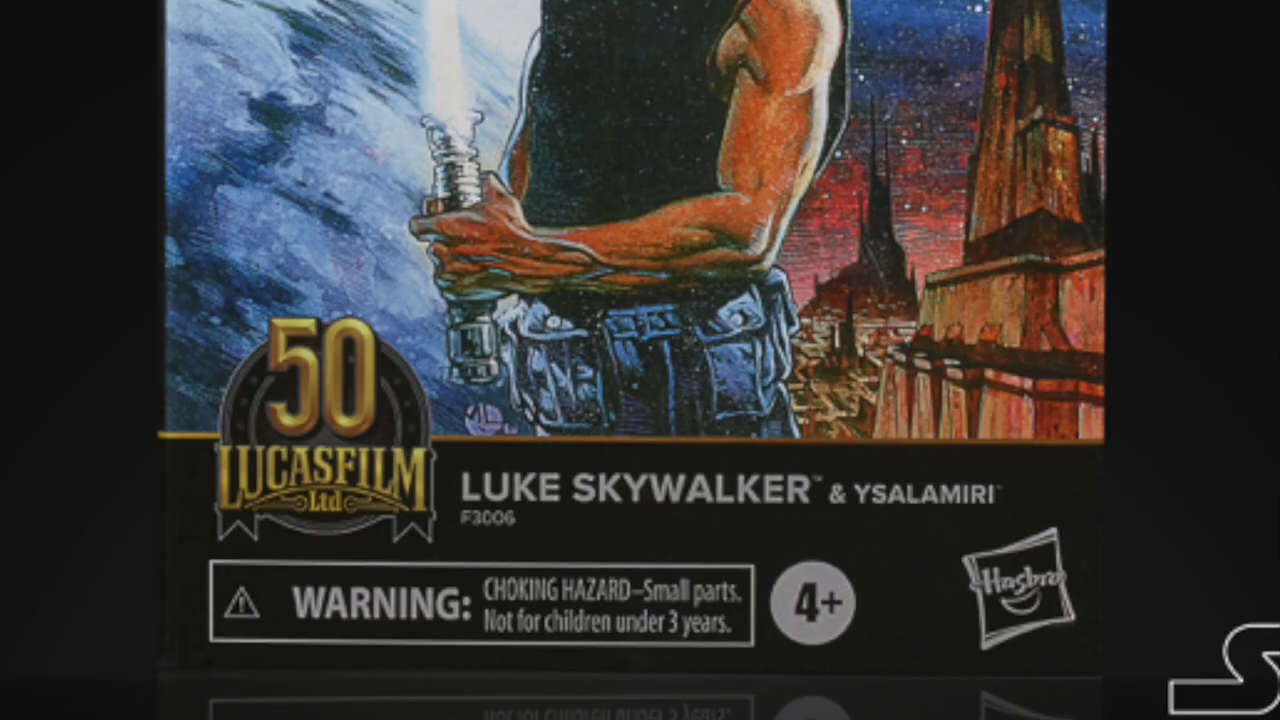 50
LUCASFILM
Ltd
LUKE SKYWALKER™ & YSALAMIRI™
F3006
WARNING: CHOKING HAZARD–Small parts.
Not for children under 3 years.
4+
Hasbro